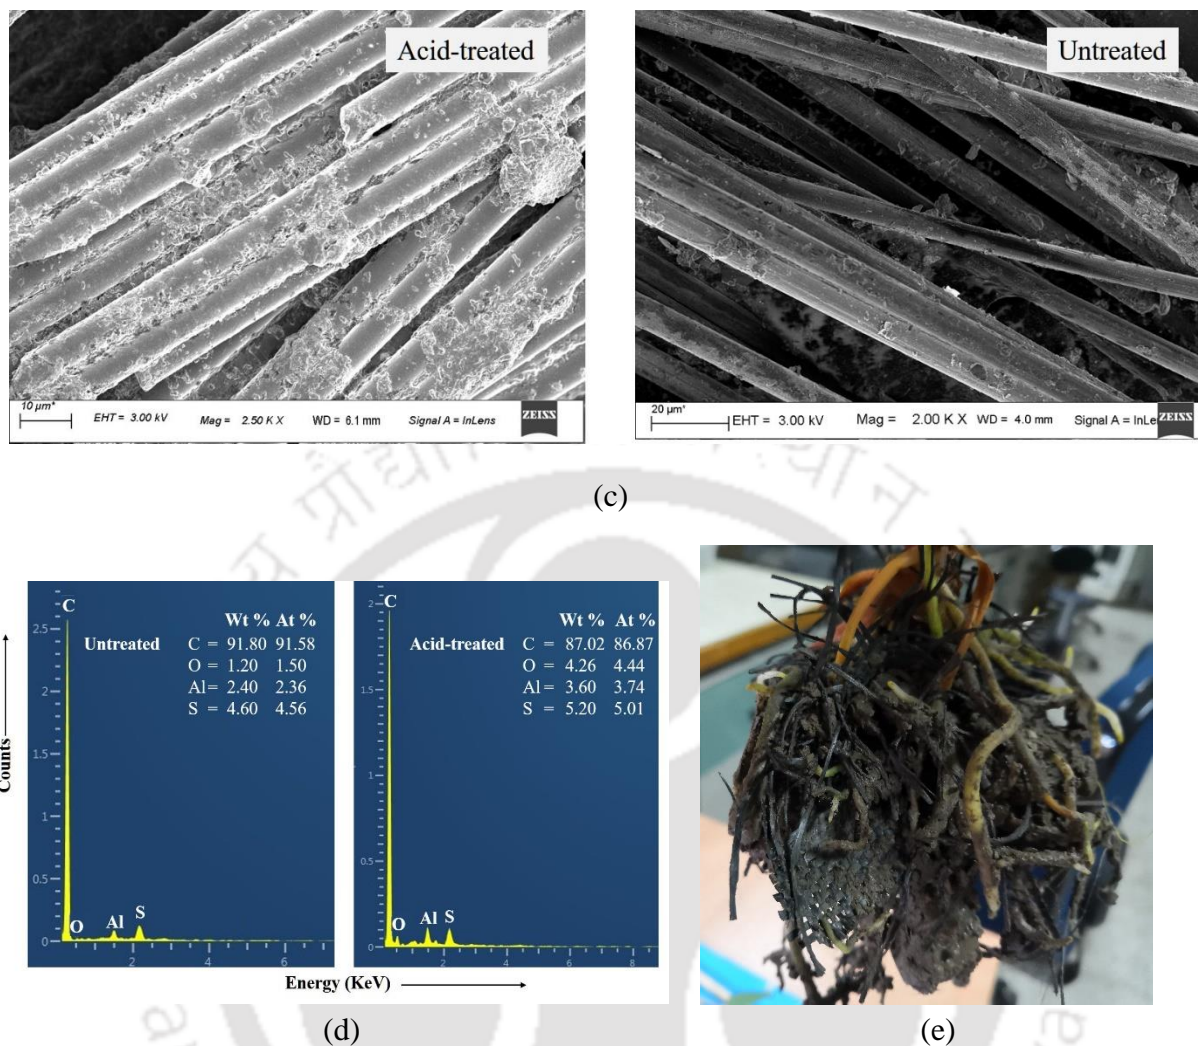 Acid-treated
10 µm*
EHT = 3.00 kV
Mag = 2.50 K X
WD = 6.1 mm
Signal A = InLens
ZEISS
Untreated
20 µm*
EHT = 3.00 kV
Mag = 2.00 K X
WD = 4.0 mm
Signal A = InLe
ZEISS
(c)
Counts
2.5
2
1.5
1
0.5
0
C
Wt % At %
Untreated C = 91.80 91.58
O = 1.20 1.50
Al = 2.40 2.36
S = 4.60 4.56
O Al S
2 4 6
2
1.5
1
0.5
0
C
Wt % At %
Acid-treated C = 87.02 86.87
O = 4.26 4.44
Al = 3.60 3.74
S = 5.20 5.01
O Al S
2 4 6 8
Energy (KeV)
(d)
(e)